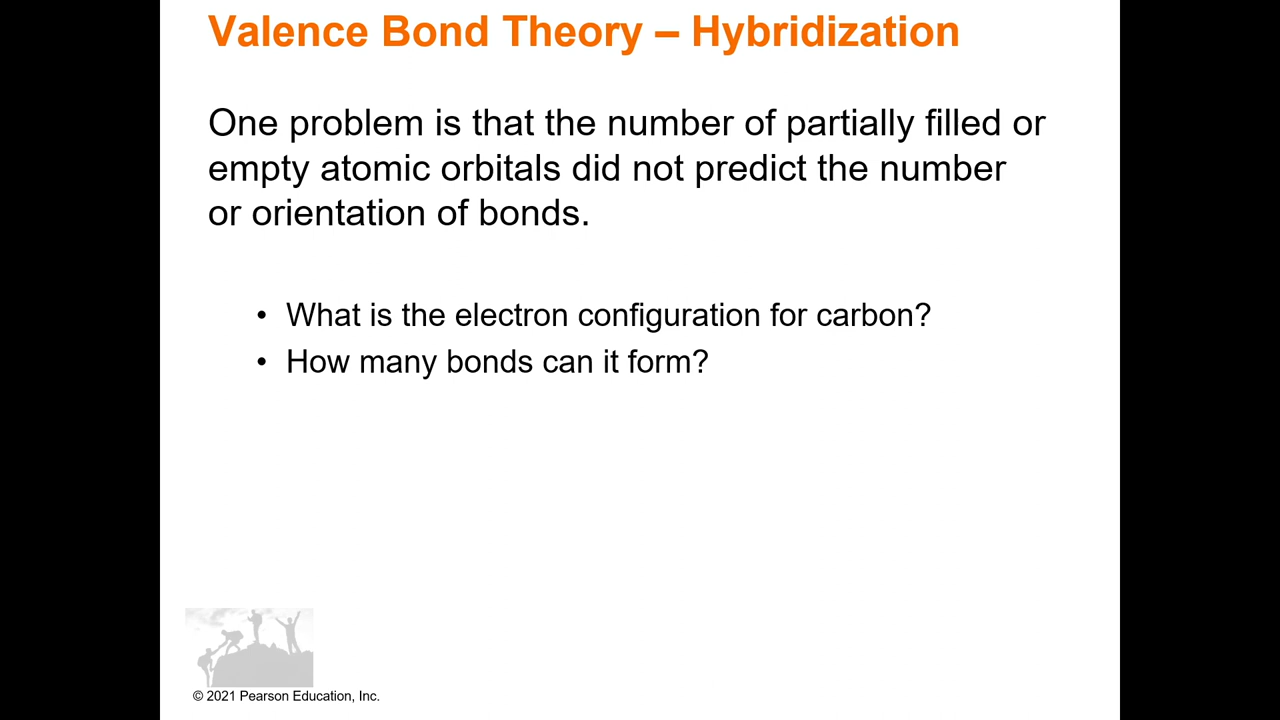 Valence Bond Theory – Hybridization
One problem is that the number of partially filled or
empty atomic orbitals did not predict the number
or orientation of bonds.
• What is the electron configuration for carbon?
• How many bonds can it form?
© 2021 Pearson Education, Inc.